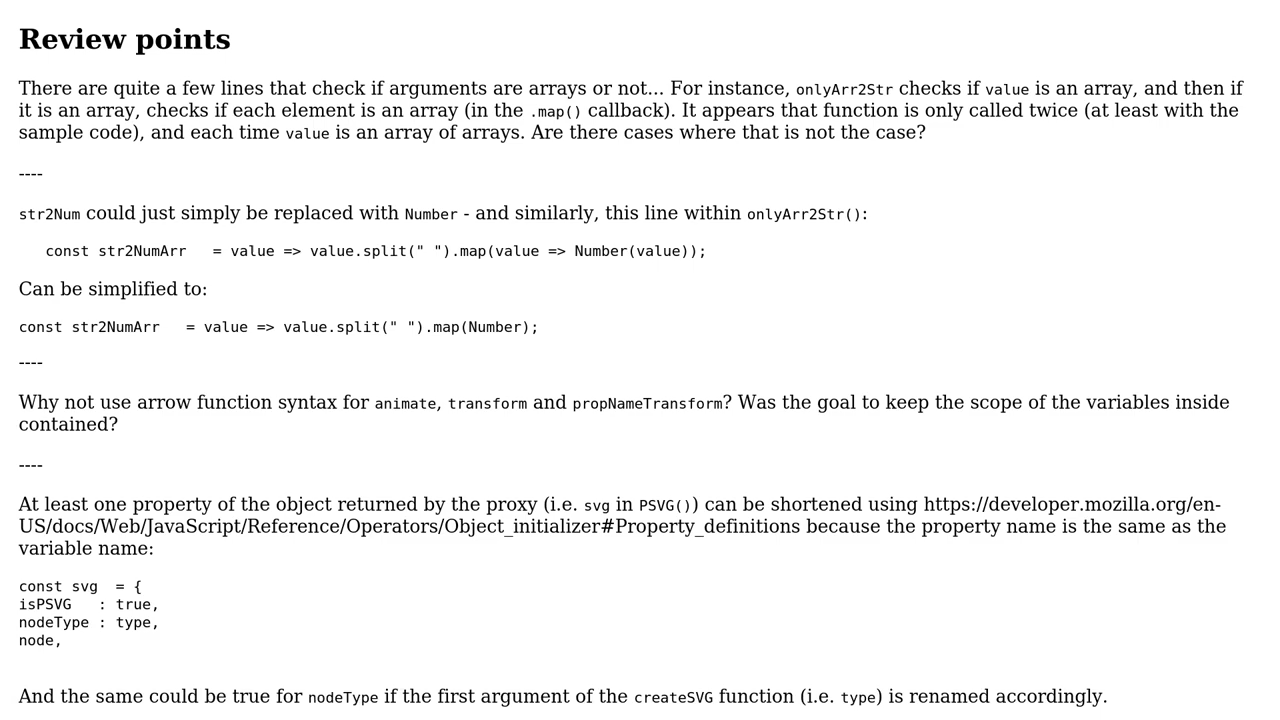 Review points
There are quite a few lines that check if arguments are arrays or not... For instance, onlyArr2Str checks if value is an array, and then if
it is an array, checks if each element is an array (in the .map() callback). It appears that function is only called twice (at least with the
sample code), and each time value is an array of arrays. Are there cases where that is not the case?
----
str2Num could just simply be replaced with Number - and similarly, this line within onlyArr2Str():
   const str2NumArr   = value => value.split(" ").map(value => Number(value));
Can be simplified to:
const str2NumArr   = value => value.split(" ").map(Number);
----
Why not use arrow function syntax for animate, transform and propNameTransform? Was the goal to keep the scope of the variables inside
contained?
----
At least one property of the object returned by the proxy (i.e. svg in PSVG()) can be shortened using https://developer.mozilla.org/en-
US/docs/Web/JavaScript/Reference/Operators/Object_initializer#Property_definitions because the property name is the same as the
variable name:
const svg  = {
isPSVG   : true,
nodeType : type,
node,
And the same could be true for nodeType if the first argument of the createSVG function (i.e. type) is renamed accordingly.